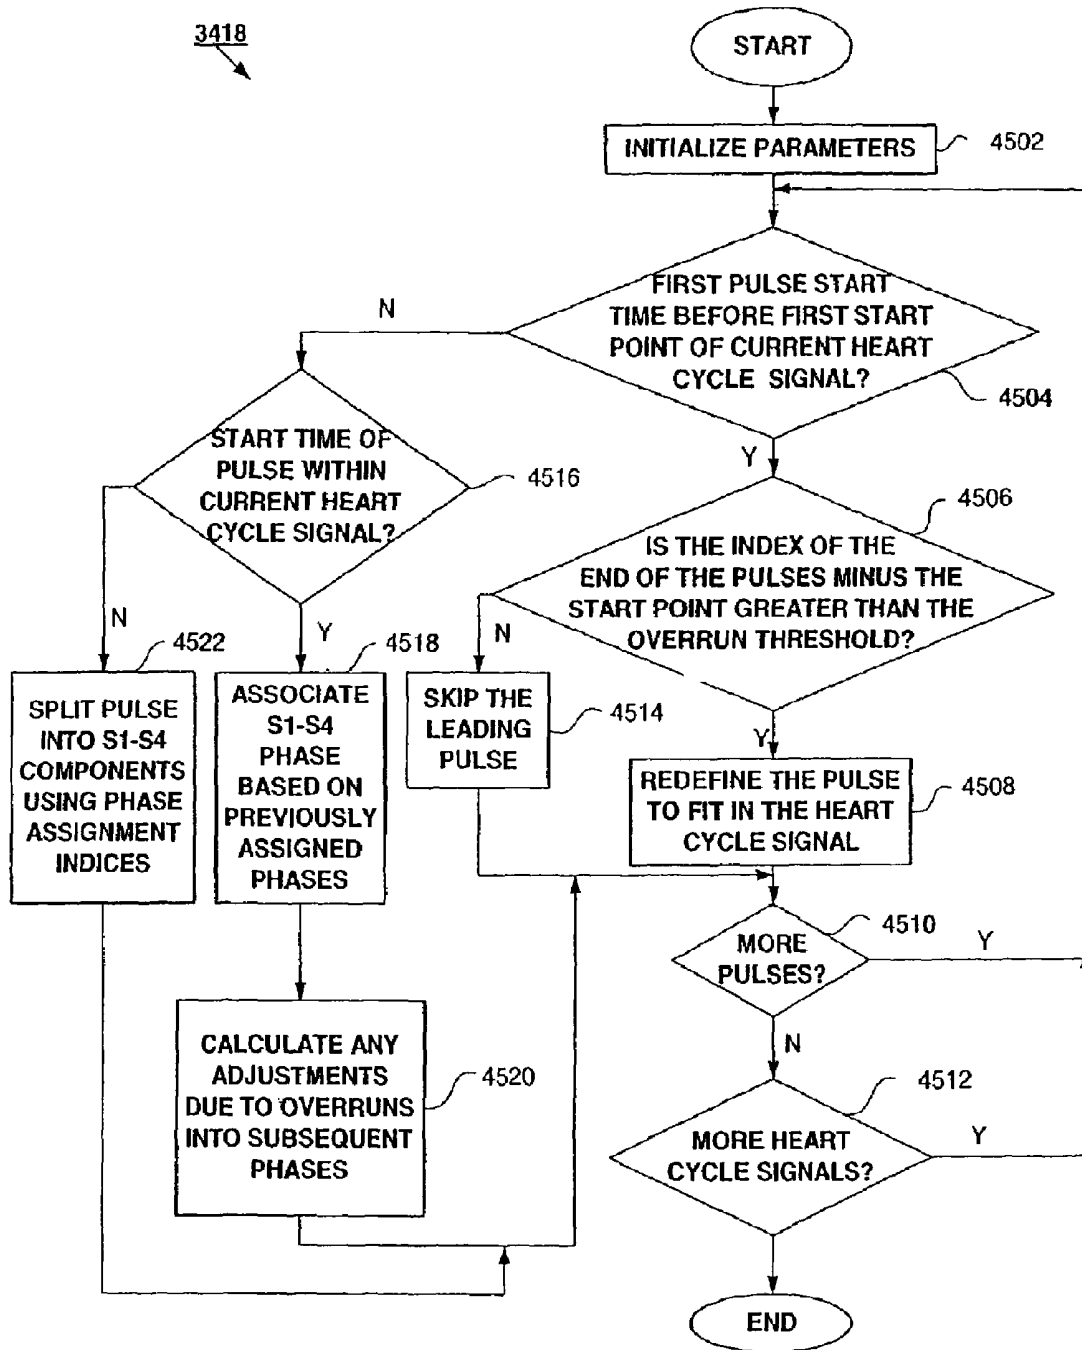 3418
START
INITIALIZE PARAMETERS
4502
FIRST PULSE START
TIME BEFORE FIRST START
POINT OF CURRENT HEART
CYCLE SIGNAL?
4504
N
Y
START TIME OF
PULSE WITHIN
CURRENT HEART
CYCLE SIGNAL?
4516
N
Y
IS THE INDEX OF THE
END OF THE PULSES MINUS THE
START POINT GREATER THAN THE
OVERRUN THRESHOLD?
4506
N
Y
4522
SPLIT PULSE
INTO S1-S4
COMPONENTS
USING PHASE
ASSIGNMENT
INDICES
4518
ASSOCIATE
S1-S4
PHASE
BASED ON
PREVIOUSLY
ASSIGNED
PHASES
SKIP THE
LEADING
PULSE
4514
REDEFINE THE PULSE
TO FIT IN THE HEART
CYCLE SIGNAL
4508
MORE
PULSES?
4510
Y
N
CALCULATE ANY
ADJUSTMENTS
DUE TO OVERRUNS
INTO SUBSEQUENT
PHASES
4520
MORE HEART
CYCLE SIGNALS?
4512
Y
END